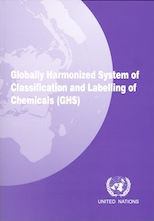 Globally Harmonized System of
Classification and Labelling of
Chemicals (GHS)
UNITED NATIONS